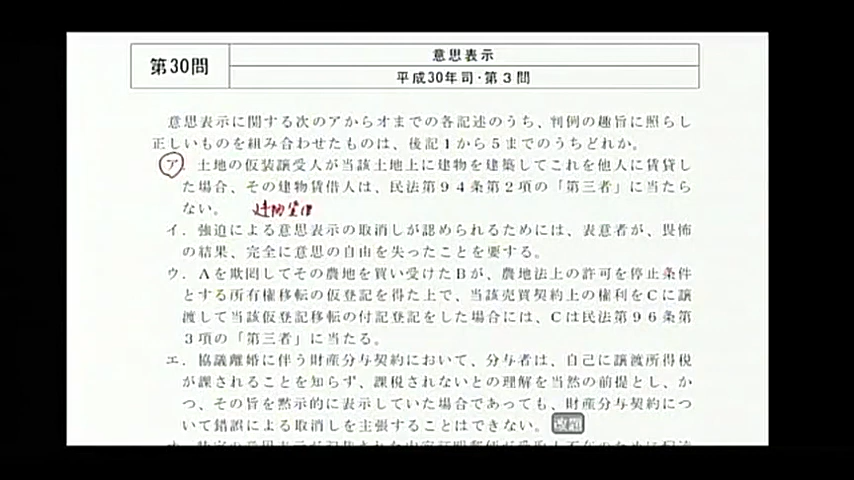 第30問
意思表示
平成30年司・第3問
意思表示に関する次のアからオまでの各記述のうち、判例の趣旨に照らし
正しいものを組み合わせたものは、後記1から5までのうちどれか。
ア．土地の仮装譲受人が当該土地上に建物を建築してこれを他人に賃貸し
た場合、その建物賃借人は、民法第94条第2項の「第三者」に当たら
ない。
イ．強迫による意思表示の取消しが認められるためには、表意者が、畏怖
の結果、完全に意思の自由を失ったことを要する。
ウ．Aを欺罔してその農地を買い受けたBが、農地法上の許可を停止条件
とする所有権移転の仮登記を得た上で、当該売買契約上の権利をCに譲
渡して当該仮登記移転の付記登記をした場合には、Cは民法第96条第
3項の「第三者」に当たる。
エ．協議離婚に伴う財産分与契約において、分与者は、自己に譲渡所得税
が課されることを知らず、課税されないとの理解を当然の前提とし、か
つ、その旨を黙示的に表示していた場合であっても、財産分与契約につ
いて錯誤による取消しを主張することはできない。改題